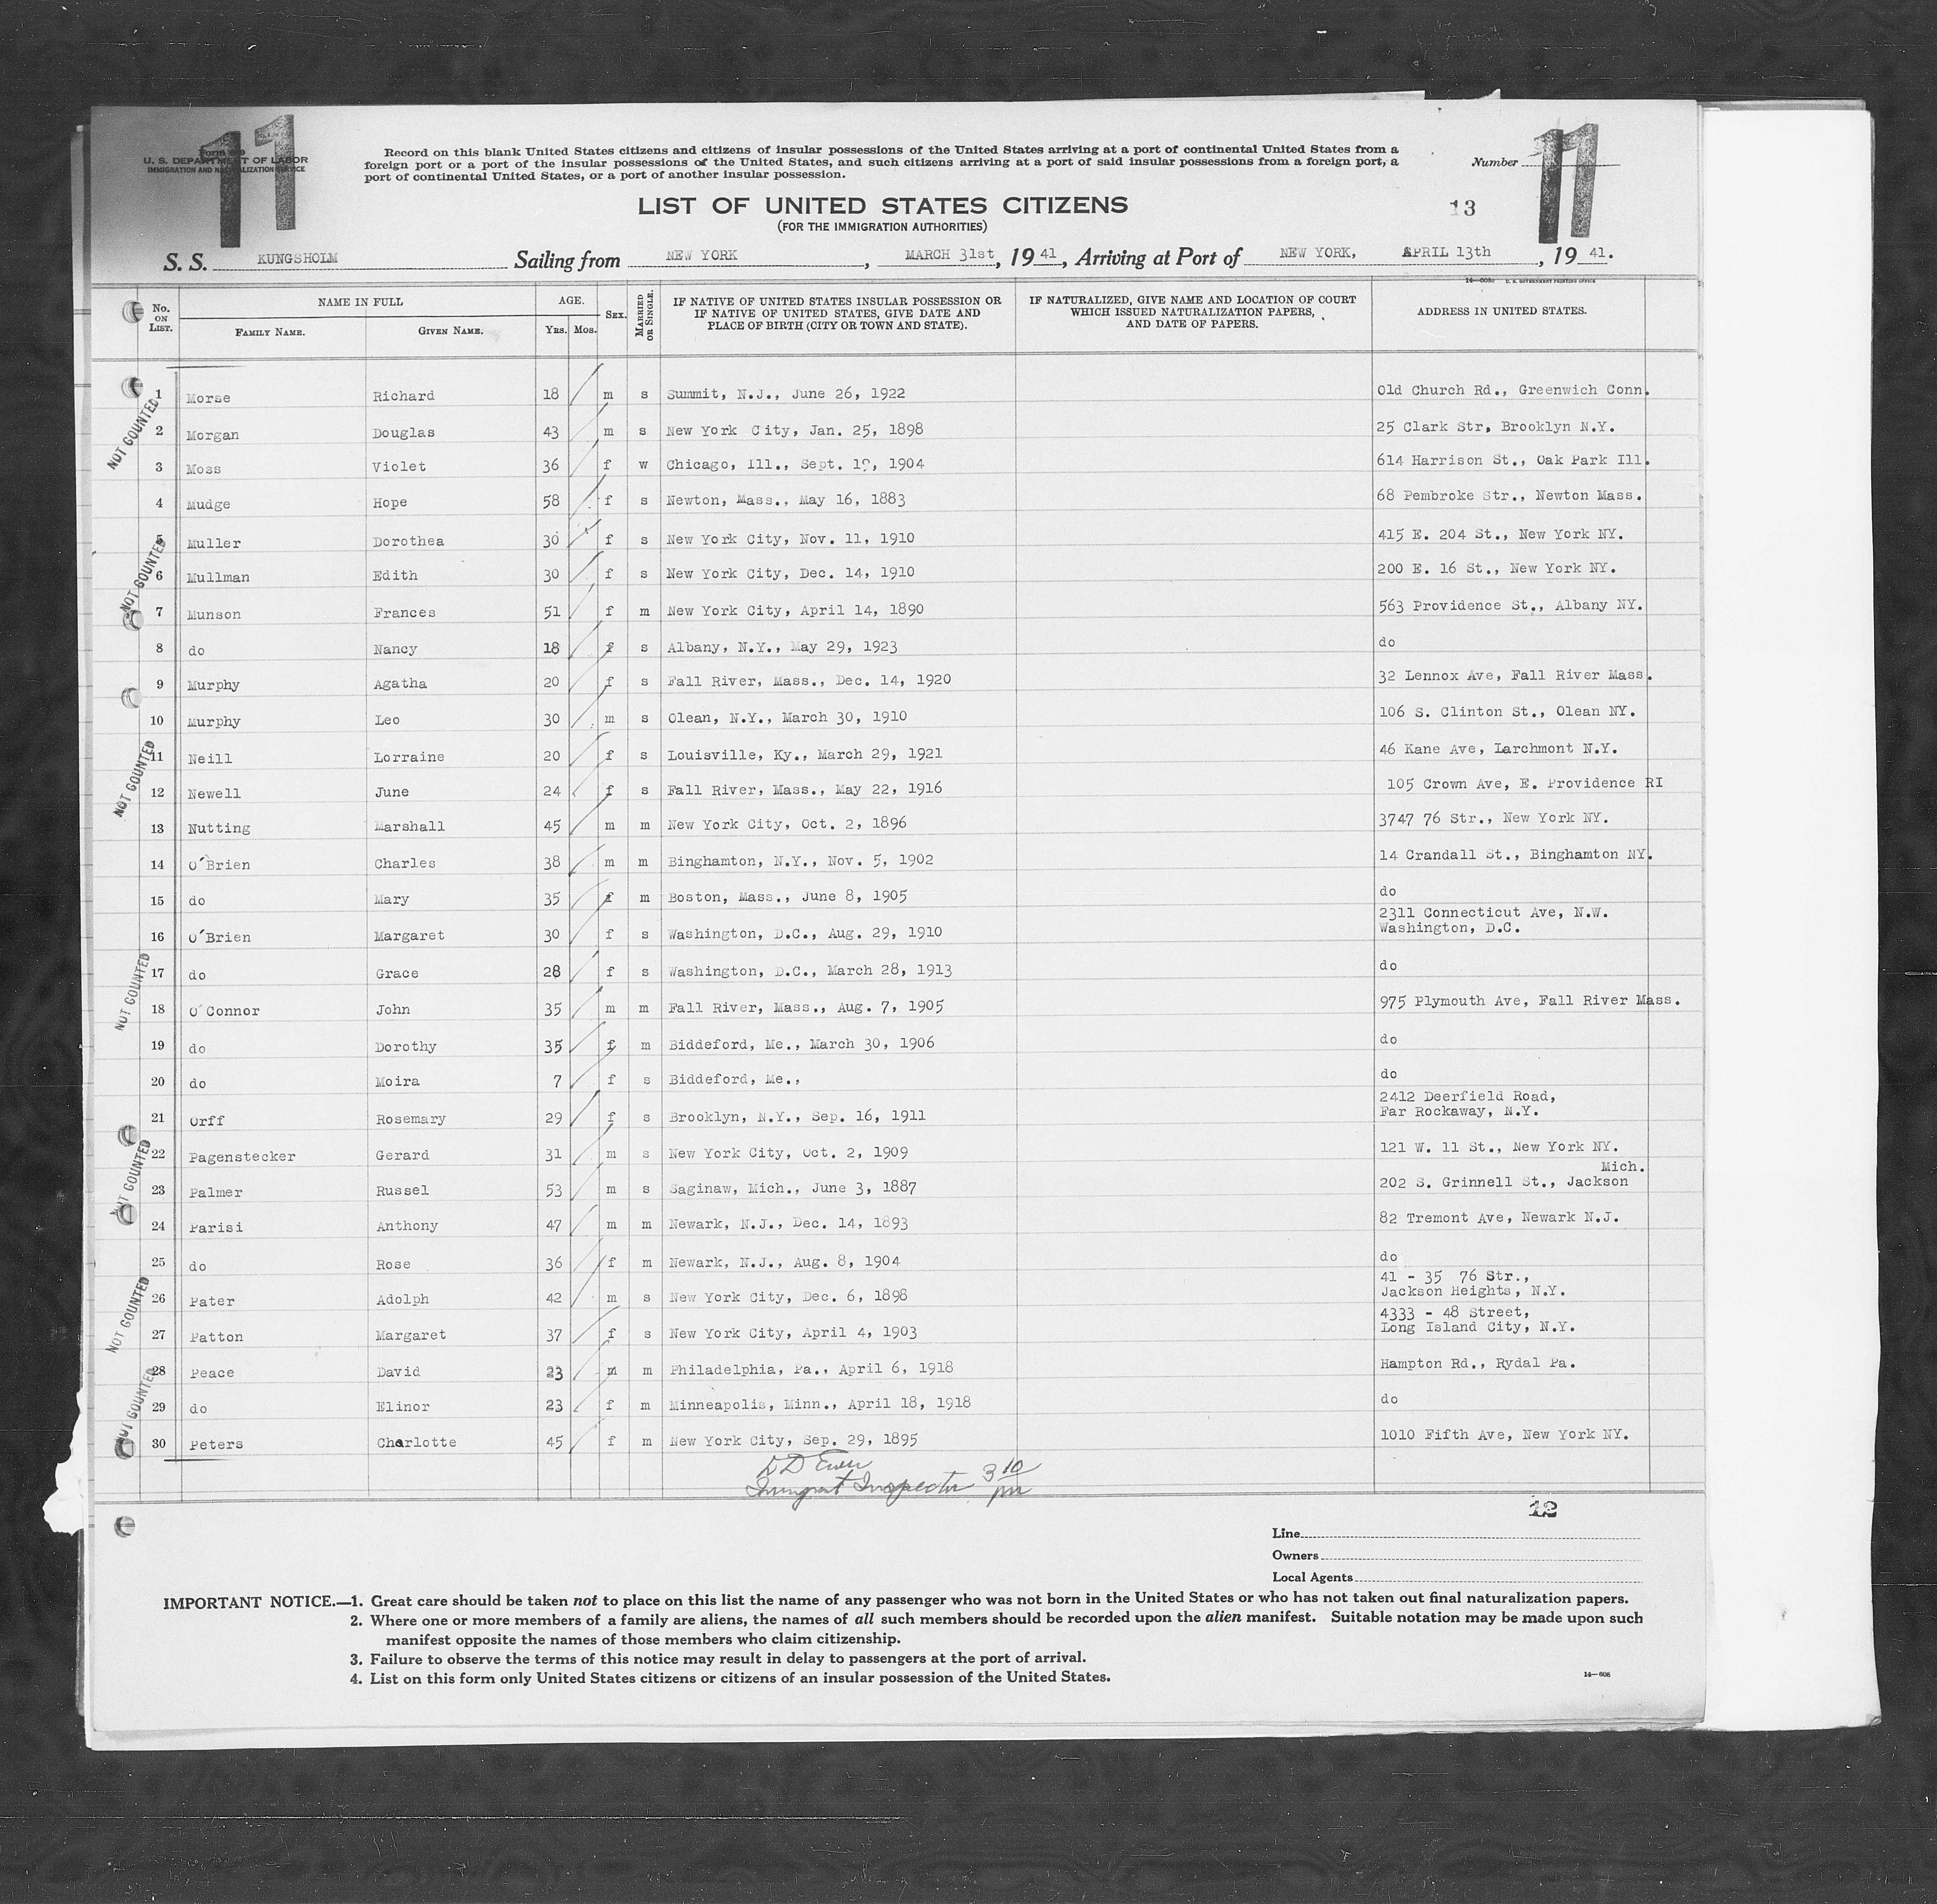 11
Form 630
U. S. DEPARTMENT OF LABOR
IMMIGRATION AND NATURALIZATION SERVICE
Record on this blank United States citizens and citizens of insular possessions of the United States arriving at a port of continental United States from a
foreign port or a port of the insular possessions of the United States, and such citizens arriving at a port of said insular possessions from a foreign port, a
port of continental United States, or a port of another insular possession.
Number 11
LIST OF UNITED STATES CITIZENS
(FOR THE IMMIGRATION AUTHORITIES)
13
S. S. KUNGSHOLM Sailing from NEW YORK, MARCH 31st, 19 41, Arriving at Port of NEW YORK, APRIL 13th, 19 41.
U. S. GOVERNMENT PRINTING OFFICE
No. ON LIST. NAME IN FULL FAMILY NAME. GIVEN NAME. AGE. YRS. MOS. SEX. MARRIED OR SINGLE. IF NATIVE OF UNITED STATES INSULAR POSSESSION OR IF NATIVE OF UNITED STATES, GIVE DATE AND PLACE OF BIRTH (CITY OR TOWN AND STATE). IF NATURALIZED, GIVE NAME AND LOCATION OF COURT WHICH ISSUED NATURALIZATION PAPERS, AND DATE OF PAPERS. ADDRESS IN UNITED STATES.
1 Morse Richard 18 m s Summit, N.J., June 26, 1922 Old Church Rd., Greenwich Conn.
NOT COUNTED
2 Morgan Douglas 43 m s New York City, Jan. 25, 1898 25 Clark Str, Brooklyn N.Y.
3 Moss Violet 36 f w Chicago, Ill., Sept. , 1904 614 Harrison St., Oak Park Ill.
4 Mudge Hope 58 f s Newton, Mass., May 16, 1883 68 Pembroke Str., Newton Mass.
5 Muller Dorothea 30 f s New York City, Nov. 11, 1910 415 E. 204 St., New York NY.
NOT COUNTED
6 Mullman Edith 30 f s New York City, Dec. 14, 1910 200 E. 16 St., New York NY.
7 Munson Frances 51 f m New York City, April 14, 1890 563 Providence St., Albany NY.
8 do Nancy 18 f s Albany, N.Y., May 29, 1923 do
9 Murphy Agatha 20 f s Fall River, Mass., Dec. 14, 1920 32 Lennox Ave, Fall River Mass.
10 Murphy Leo 30 m s Olean, N.Y., March 30, 1910 106 S. Clinton St., Olean NY.
11 Neill Lorraine 20 f s Louisville, Ky., March 29, 1921 46 Kane Ave, Larchmont N.Y.
NOT COUNTED
12 Newell June 24 f s Fall River, Mass., May 22, 1916 105 Crown Ave, E. Providence RI
13 Nutting Marshall 45 m m New York City, Oct. 2, 1896 3747 76 Str., New York NY.
14 O'Brien Charles 38 m m Binghamton, N.Y., Nov. 5, 1902 14 Crandall St., Binghamton NY.
15 do Mary 35 f m Boston, Mass., June 8, 1905 do
16 O'Brien Margaret 30 f s Washington, D.C., Aug. 29, 1910 2311 Connecticut Ave, N.W.
Washington, D.C.
17 do Grace 28 f s Washington, D.C., March 28, 1913 do
NOT COUNTED
18 O'Connor John 35 m m Fall River, Mass., Aug. 7, 1905 975 Plymouth Ave, Fall River Mass.
19 do Dorothy 35 f m Biddeford, Me., March 30, 1906 do
20 do Moira 7 f s Biddeford, Me., do
21 Orff Rosemary 29 f s Brooklyn, N.Y., Sep. 16, 1911 2412 Deerfield Road,
Far Rockaway, N.Y.
22 Pagenstecker Gerard 31 m s New York City, Oct. 2, 1909 121 W. 11 St., New York NY.
NOT COUNTED
23 Palmer Russel 53 m s Saginaw, Mich., June 3, 1887 202 S. Grinnell St., Jackson Mich.
24 Parisi Anthony 47 m m Newark, N.J., Dec. 14, 1893 82 Tremont Ave, Newark N.J.
25 do Rose 36 f m Newark, N.J., Aug. 8, 1904 do
26 Pater Adolph 42 m s New York City, Dec. 6, 1898 41 - 35 76 Str.,
Jackson Heights, N.Y.
NOT COUNTED
27 Patton Margaret 37 f s New York City, April 4, 1903 4333 - 48 Street,
Long Island City, N.Y.
28 Peace David 23 m m Philadelphia, Pa., April 6, 1918 Hampton Rd., Rydal Pa.
NOT COUNTED
29 do Elinor 23 f m Minneapolis, Minn., April 18, 1918 do
30 Peters Charlotte 45 f m New York City, Sep. 29, 1895 1010 Fifth Ave, New York NY.
Immigrant Inspector 3 10 pm
12
Line
Owners
Local Agents
IMPORTANT NOTICE.—1. Great care should be taken not to place on this list the name of any passenger who was not born in the United States or who has not taken out final naturalization papers.
2. Where one or more members of a family are aliens, the names of all such members should be recorded upon the alien manifest. Suitable notation may be made upon such
manifest opposite the names of those members who claim citizenship.
3. Failure to observe the terms of this notice may result in delay to passengers at the port of arrival.
4. List on this form only United States citizens or citizens of an insular possession of the United States.
14—608